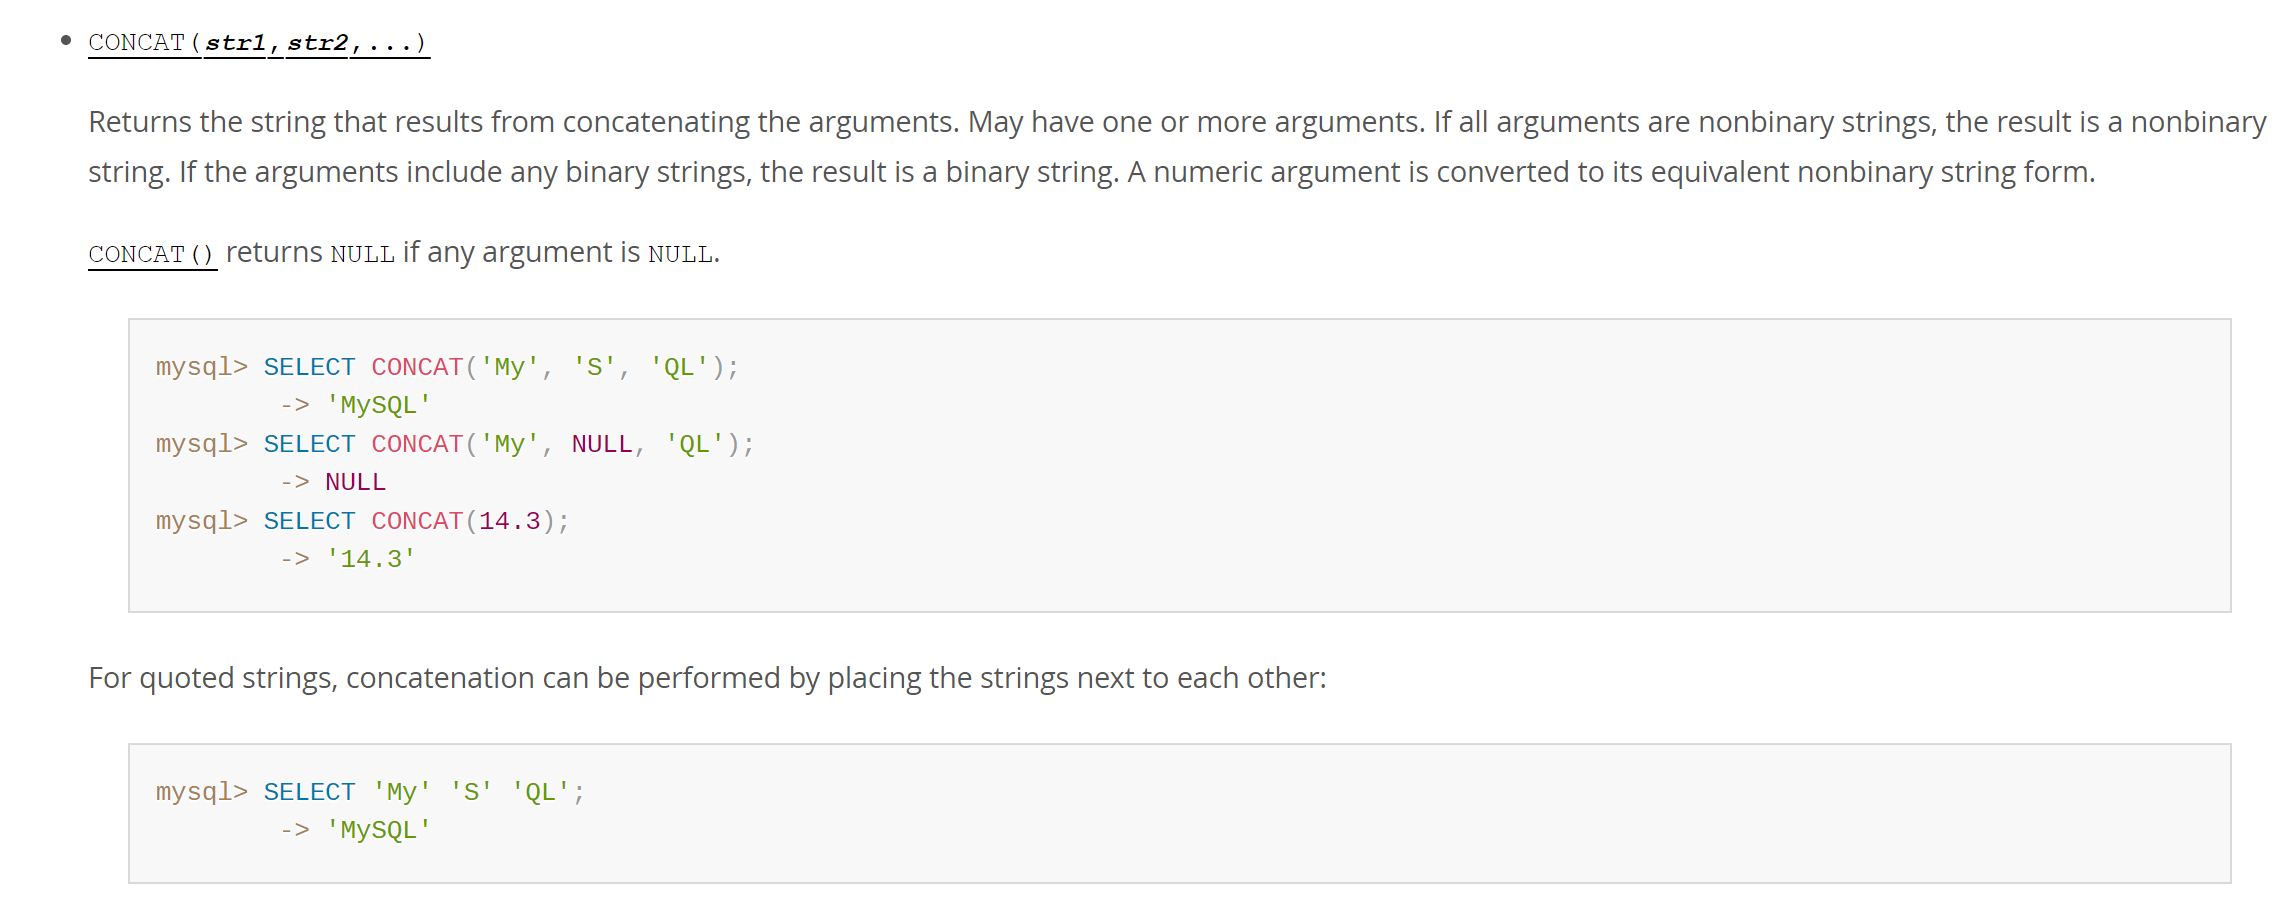 • CONCAT(str1,str2,...)
Returns the string that results from concatenating the arguments. May have one or more arguments. If all arguments are nonbinary strings, the result is a nonbinary
string. If the arguments include any binary strings, the result is a binary string. A numeric argument is converted to its equivalent nonbinary string form.
CONCAT() returns NULL if any argument is NULL.
mysql> SELECT CONCAT('My', 'S', 'QL');
        -> 'MySQL'
mysql> SELECT CONCAT('My', NULL, 'QL');
        -> NULL
mysql> SELECT CONCAT(14.3);
        -> '14.3'
For quoted strings, concatenation can be performed by placing the strings next to each other:
mysql> SELECT 'My' 'S' 'QL';
        -> 'MySQL'